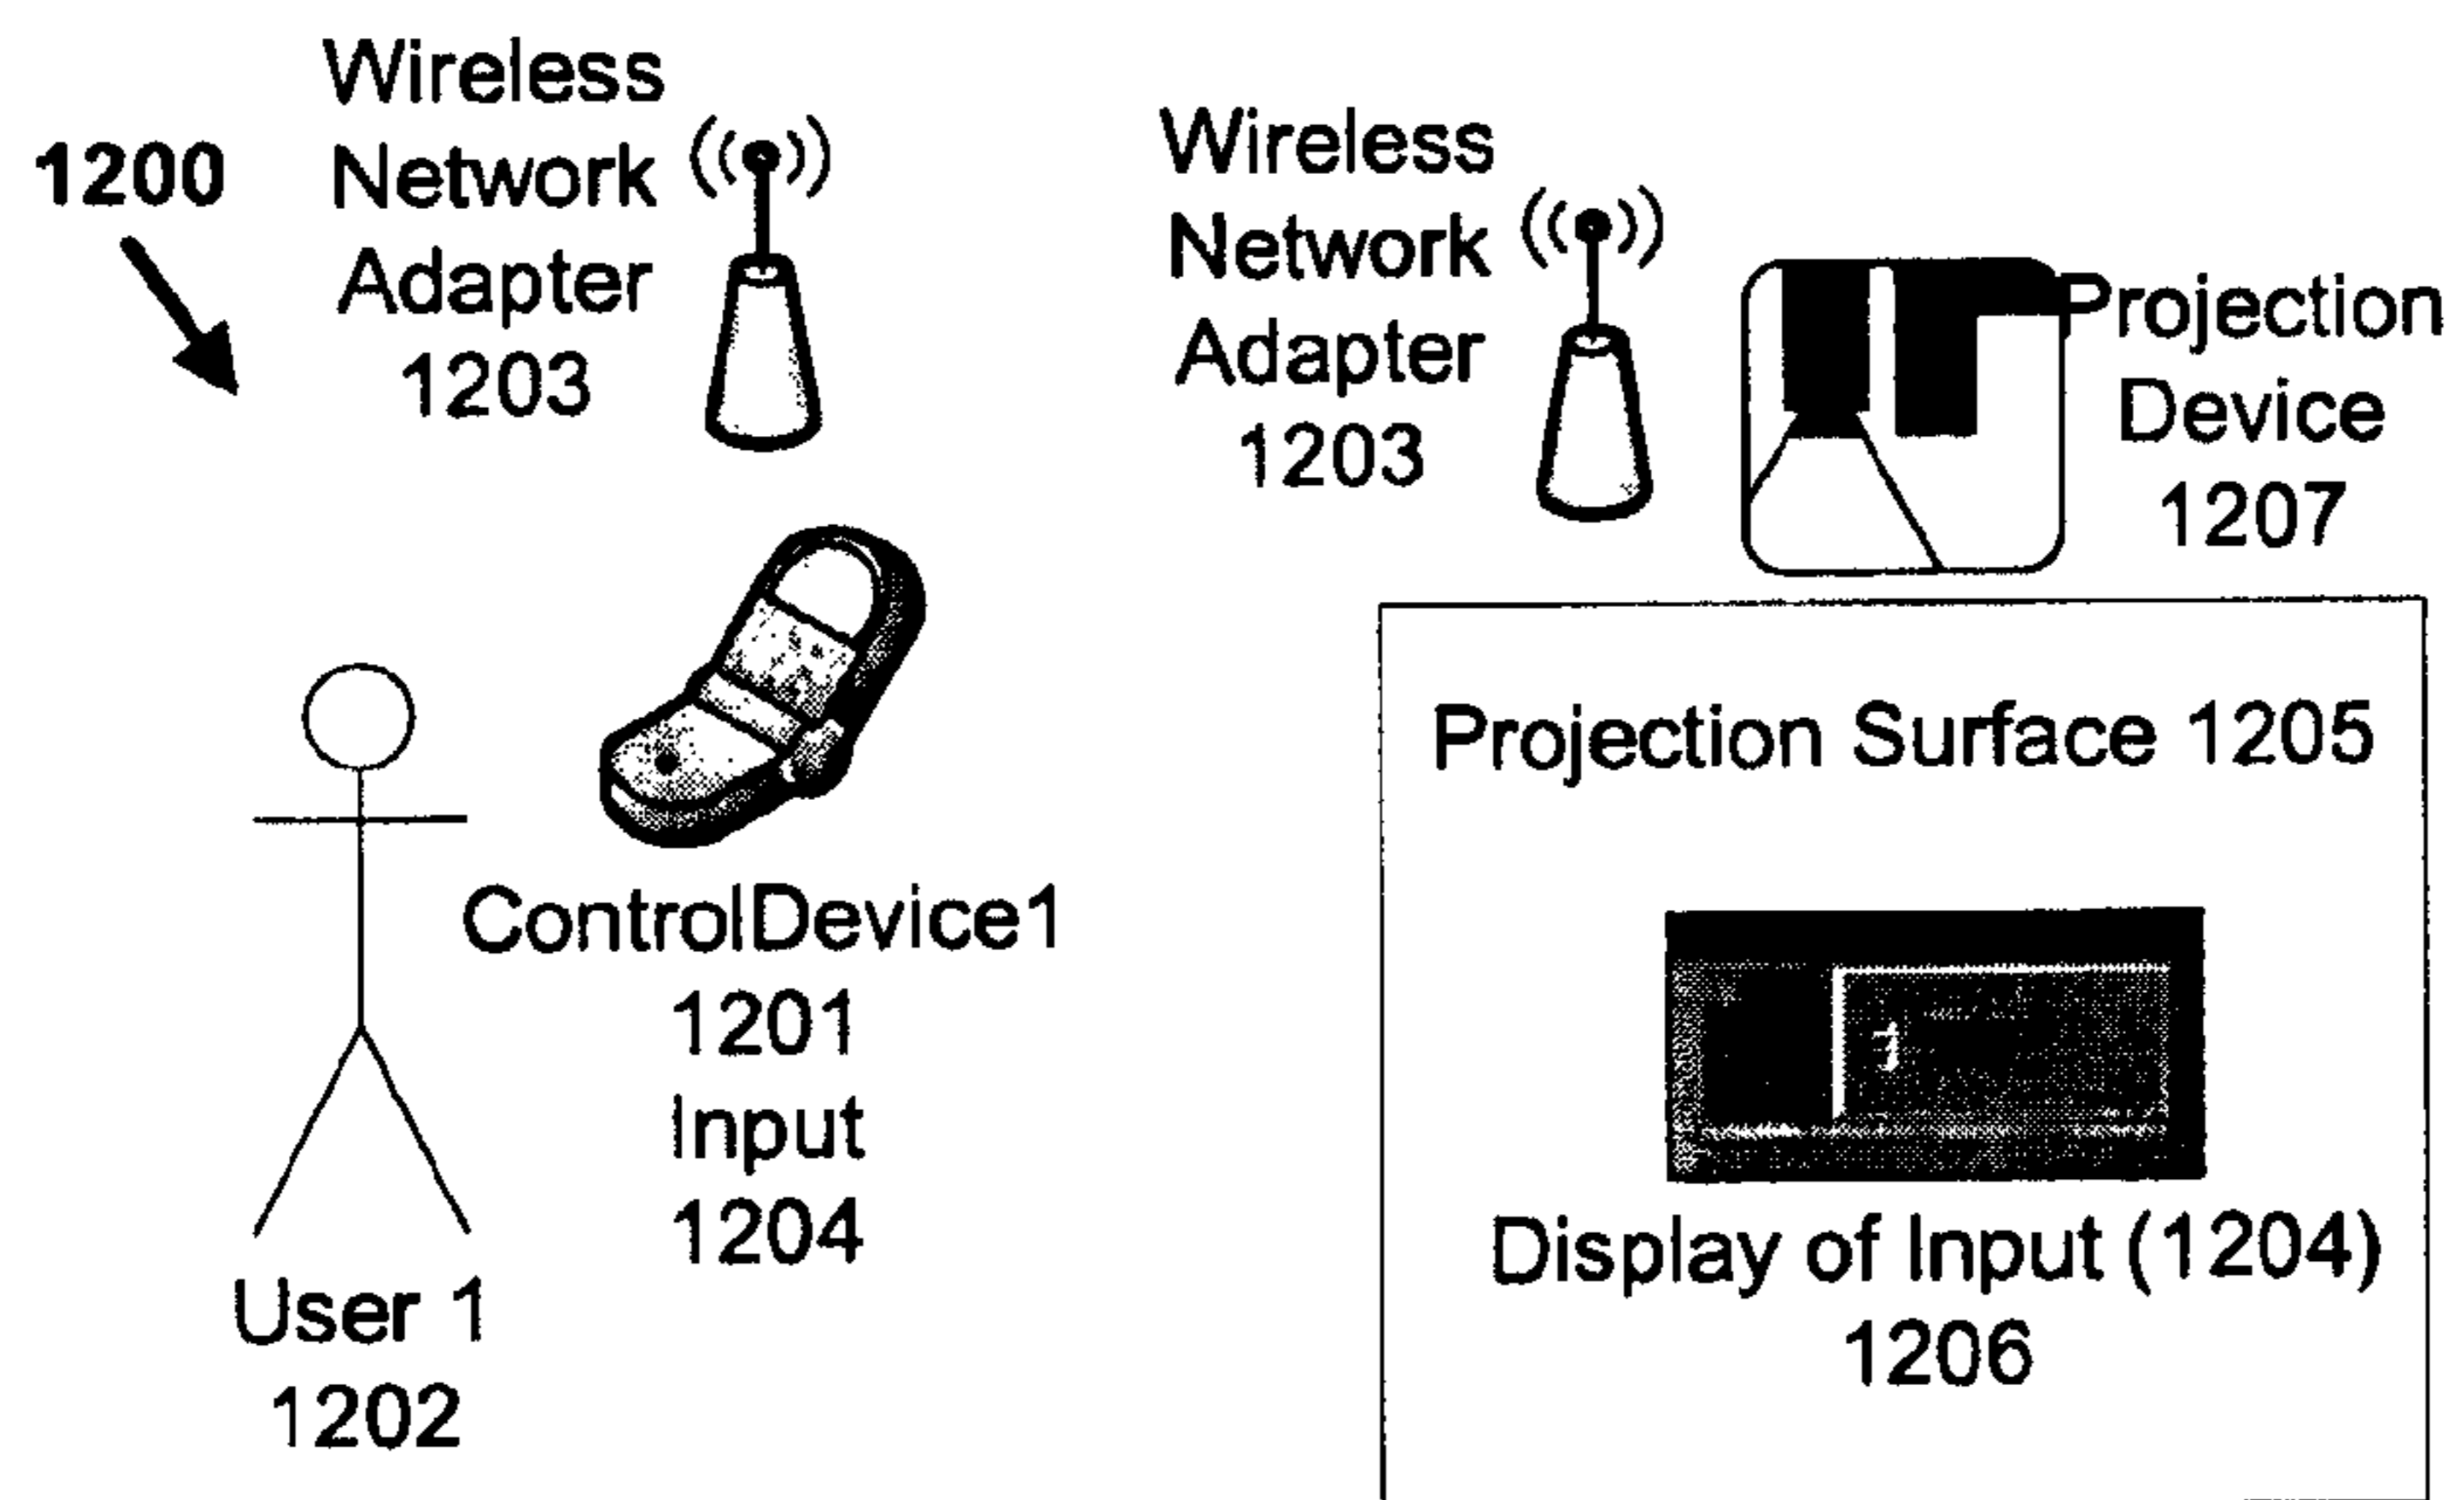 1200
Wireless
Network
Adapter
1203
Wireless
Network
Adapter
1203
Projection
Device
1207
ControlDevice1
1201
Input
1204
User 1
1202
Projection Surface 1205
1
Display of Input (1204)
1206